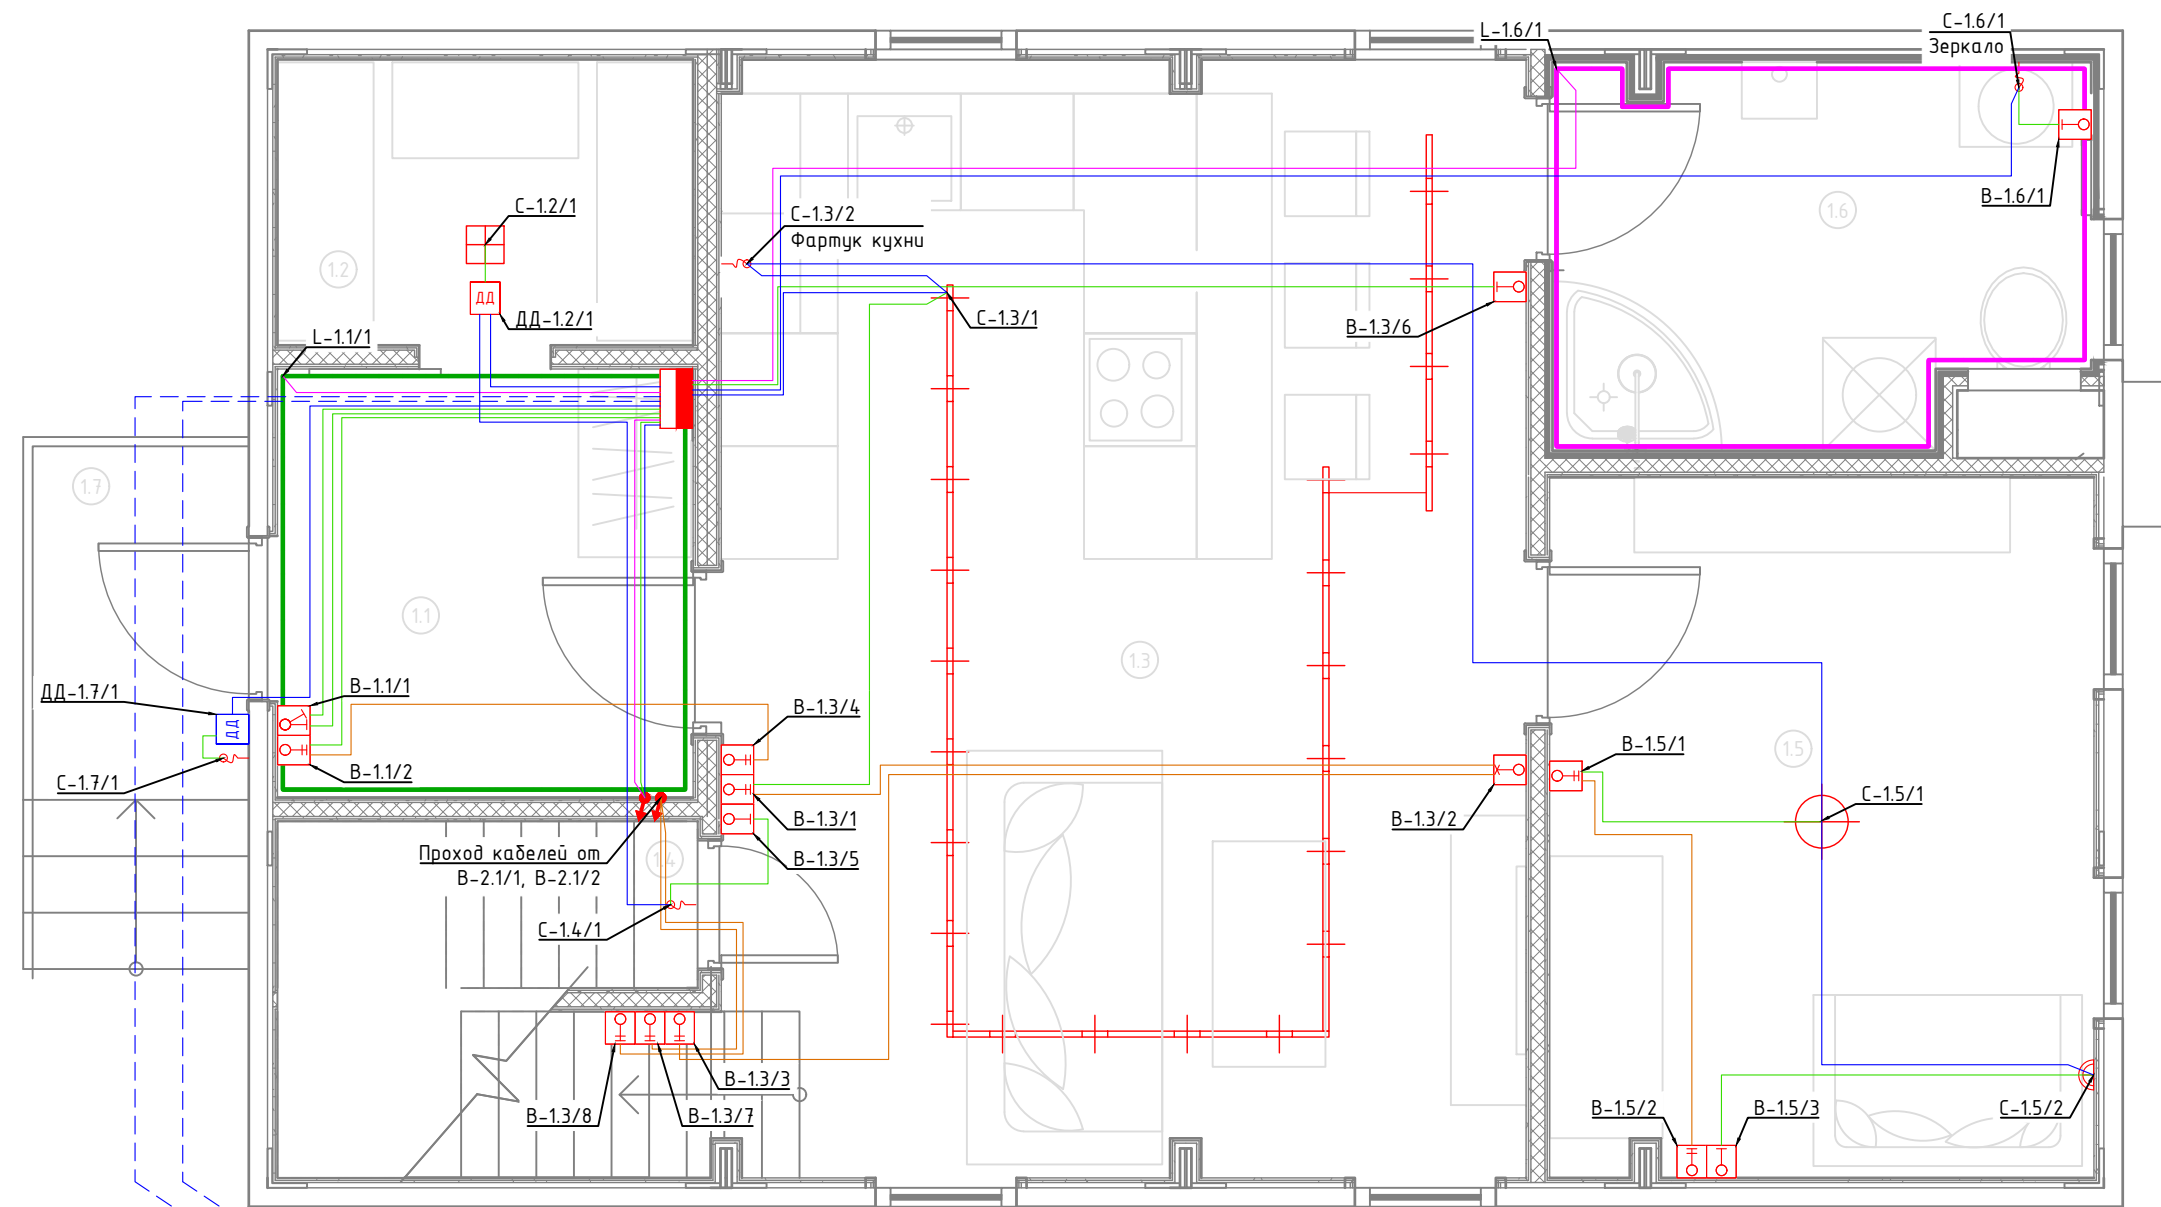 L-1.6/1
C-1.6/1
Зеркало
C-1.2/1
C-1.3/2
Фартук кухни
B-1.6/1
1.6
1.2
ДД
ДД-1.2/1
C-1.3/1
B-1.3/6
L-1.1/1
1.7
1.1
1.3
ДД-1.7/1
B-1.1/1
ДД
B-1.3/4
B-1.5/1
1.5
C-1.7/1
B-1.1/2
C-1.5/1
B-1.3/1
B-1.3/2
Проход кабелей от
B-2.1/1, B-2.1/2
1.4
B-1.3/5
C-1.4/1
B-1.3/3
B-1.3/8
B-1.3/7
B-1.5/2
B-1.5/3
C-1.5/2